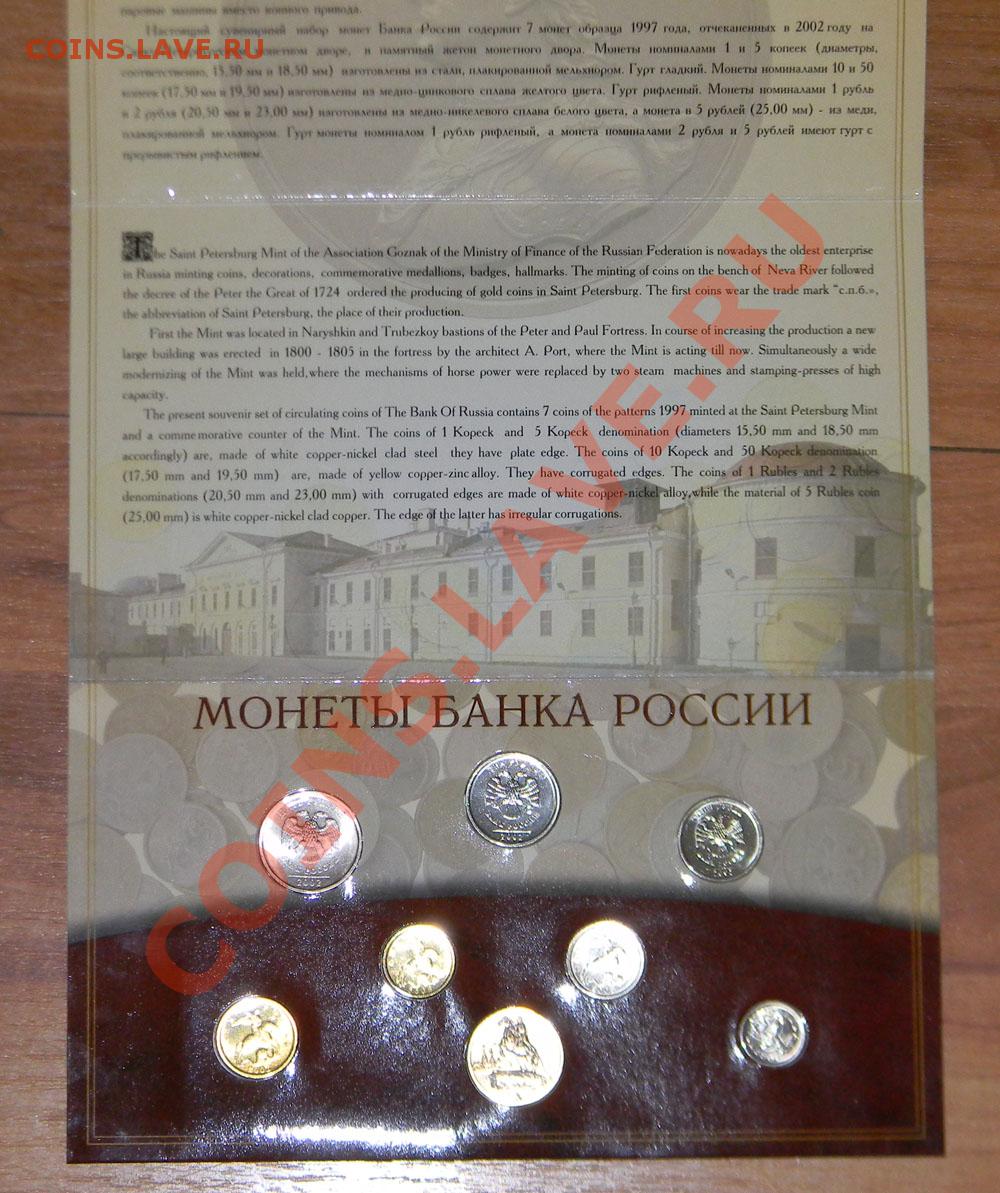 паровые машины вместо конного привода.
Настоящий сувенирный набор монет Банка России содержит 7 монет образца 1997 года, отчеканенных в 2002 году на
COINS.LAVE.RU
монетном дворе, и памятный жетон монетного двора. Монеты номиналами 1 и 5 копеек (диаметры,
соответственно, 15,50 мм и 18,50 мм) изготовлены из стали, плакированной мельхиором. Гурт гладкий. Монеты номиналами 10 и 50
копеек (17,50 мм и 19,50 мм) изготовлены из медно-цинкового сплава желтого цвета. Гурт рифленый. Монеты номиналами 1 рубль
и 2 рубля (20,50 мм и 23,00 мм) изготовлены из медно-никелевого сплава белого цвета, а монета в 5 рублей (25,00 мм) - из меди,
плакированной мельхиором. Гурт монеты номиналом 1 рубль рифленый, а монеты номиналами 2 рубля и 5 рублей имеют гурт с
прерывистым рифлением.
The Saint Petersburg Mint of the Association Goznak of the Ministry of Finance of the Russian Federation is nowadays the oldest enterprise
in Russia minting coins, decorations, commemorative medallions, badges, hallmarks. The minting of coins on the bench of Neva River followed
the decree of the Peter the Great of 1724 ordered the producing of gold coins in Saint Petersburg. The first coins wear the trade mark “с.п.б.»,
the abbreviation of Saint Petersburg, the place of their production.
First the Mint was located in Naryshkin and Trubezkoy bastions of the Peter and Paul Fortress. In course of increasing the production a new
large building was erected in 1800 - 1805 in the fortress by the architect A. Port, where the Mint is acting till now. Simultaneously a wide
modernizing of the Mint was held,where the mechanisms of horse power were replaced by two steam machines and stamping-presses of high
capacity.
The present souvenir set of circulating coins of The Bank Of Russia contains 7 coins of the patterns 1997 minted at the Saint Petersburg Mint
and a commemorative counter of the Mint. The coins of 1 Kopeck and 5 Kopeck denomination (diameters 15,50 mm and 18,50 mm
accordingly) are, made of white copper-nickel clad steel they have plate edge. The coins of 10 Kopeck and 50 Kopeck denomination
(17,50 mm and 19,50 mm) are, made of yellow copper-zinc alloy. They have corrugated edges. The coins of 1 Rubles and 2 Rubles
denominations (20,50 mm and 23,00 mm) with corrugated edges are made of white copper-nickel alloy,while the material of 5 Rubles coin
(25,00 mm) is white copper-nickel clad copper. The edge of the latter has irregular corrugations.
COINS.LAVE.RU
МОНЕТЫ БАНКА РОССИИ
2002
2002